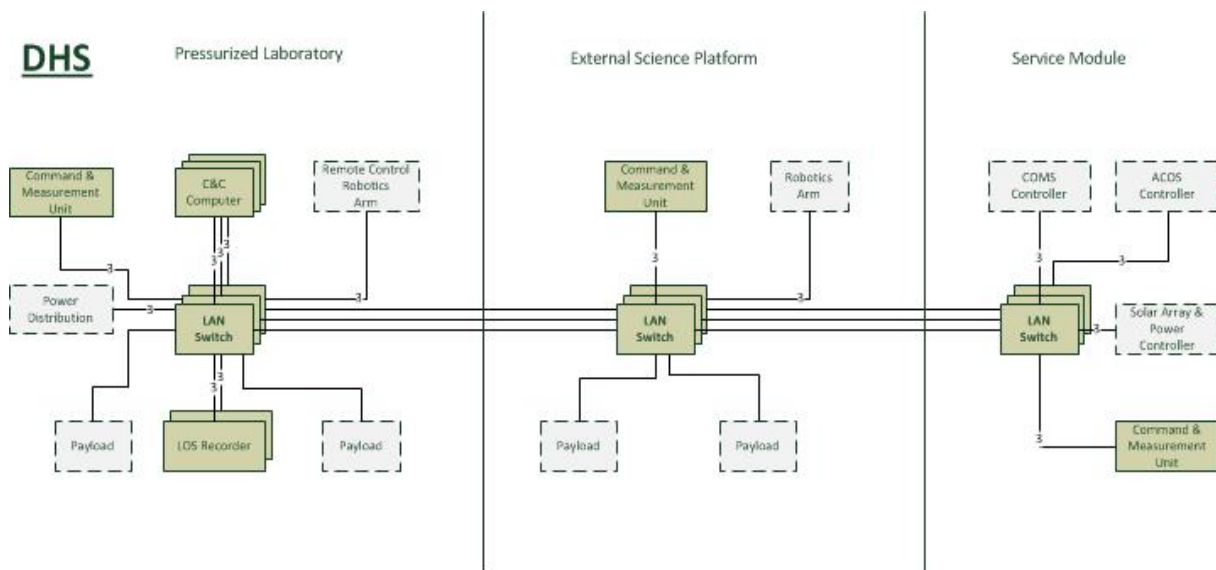 DHS
Pressurized Laboratory
External Science Platform
Service Module
Command &
Measurement
Unit
C&C
Computer
Remote Control
Robotics
Arm
Command &
Measurement
Unit
Robotics
Arm
COMS
Controller
ACOS
Controller
3
3
3
3
3
3
3
3
3
3
Power
Distribution
3
LAN
Switch
LAN
Switch
LAN
Switch
3
Solar Array &
Power
Controller
3
3
3
Payload
LOS Recorder
Payload
Payload
Payload
Command &
Measurement
Unit